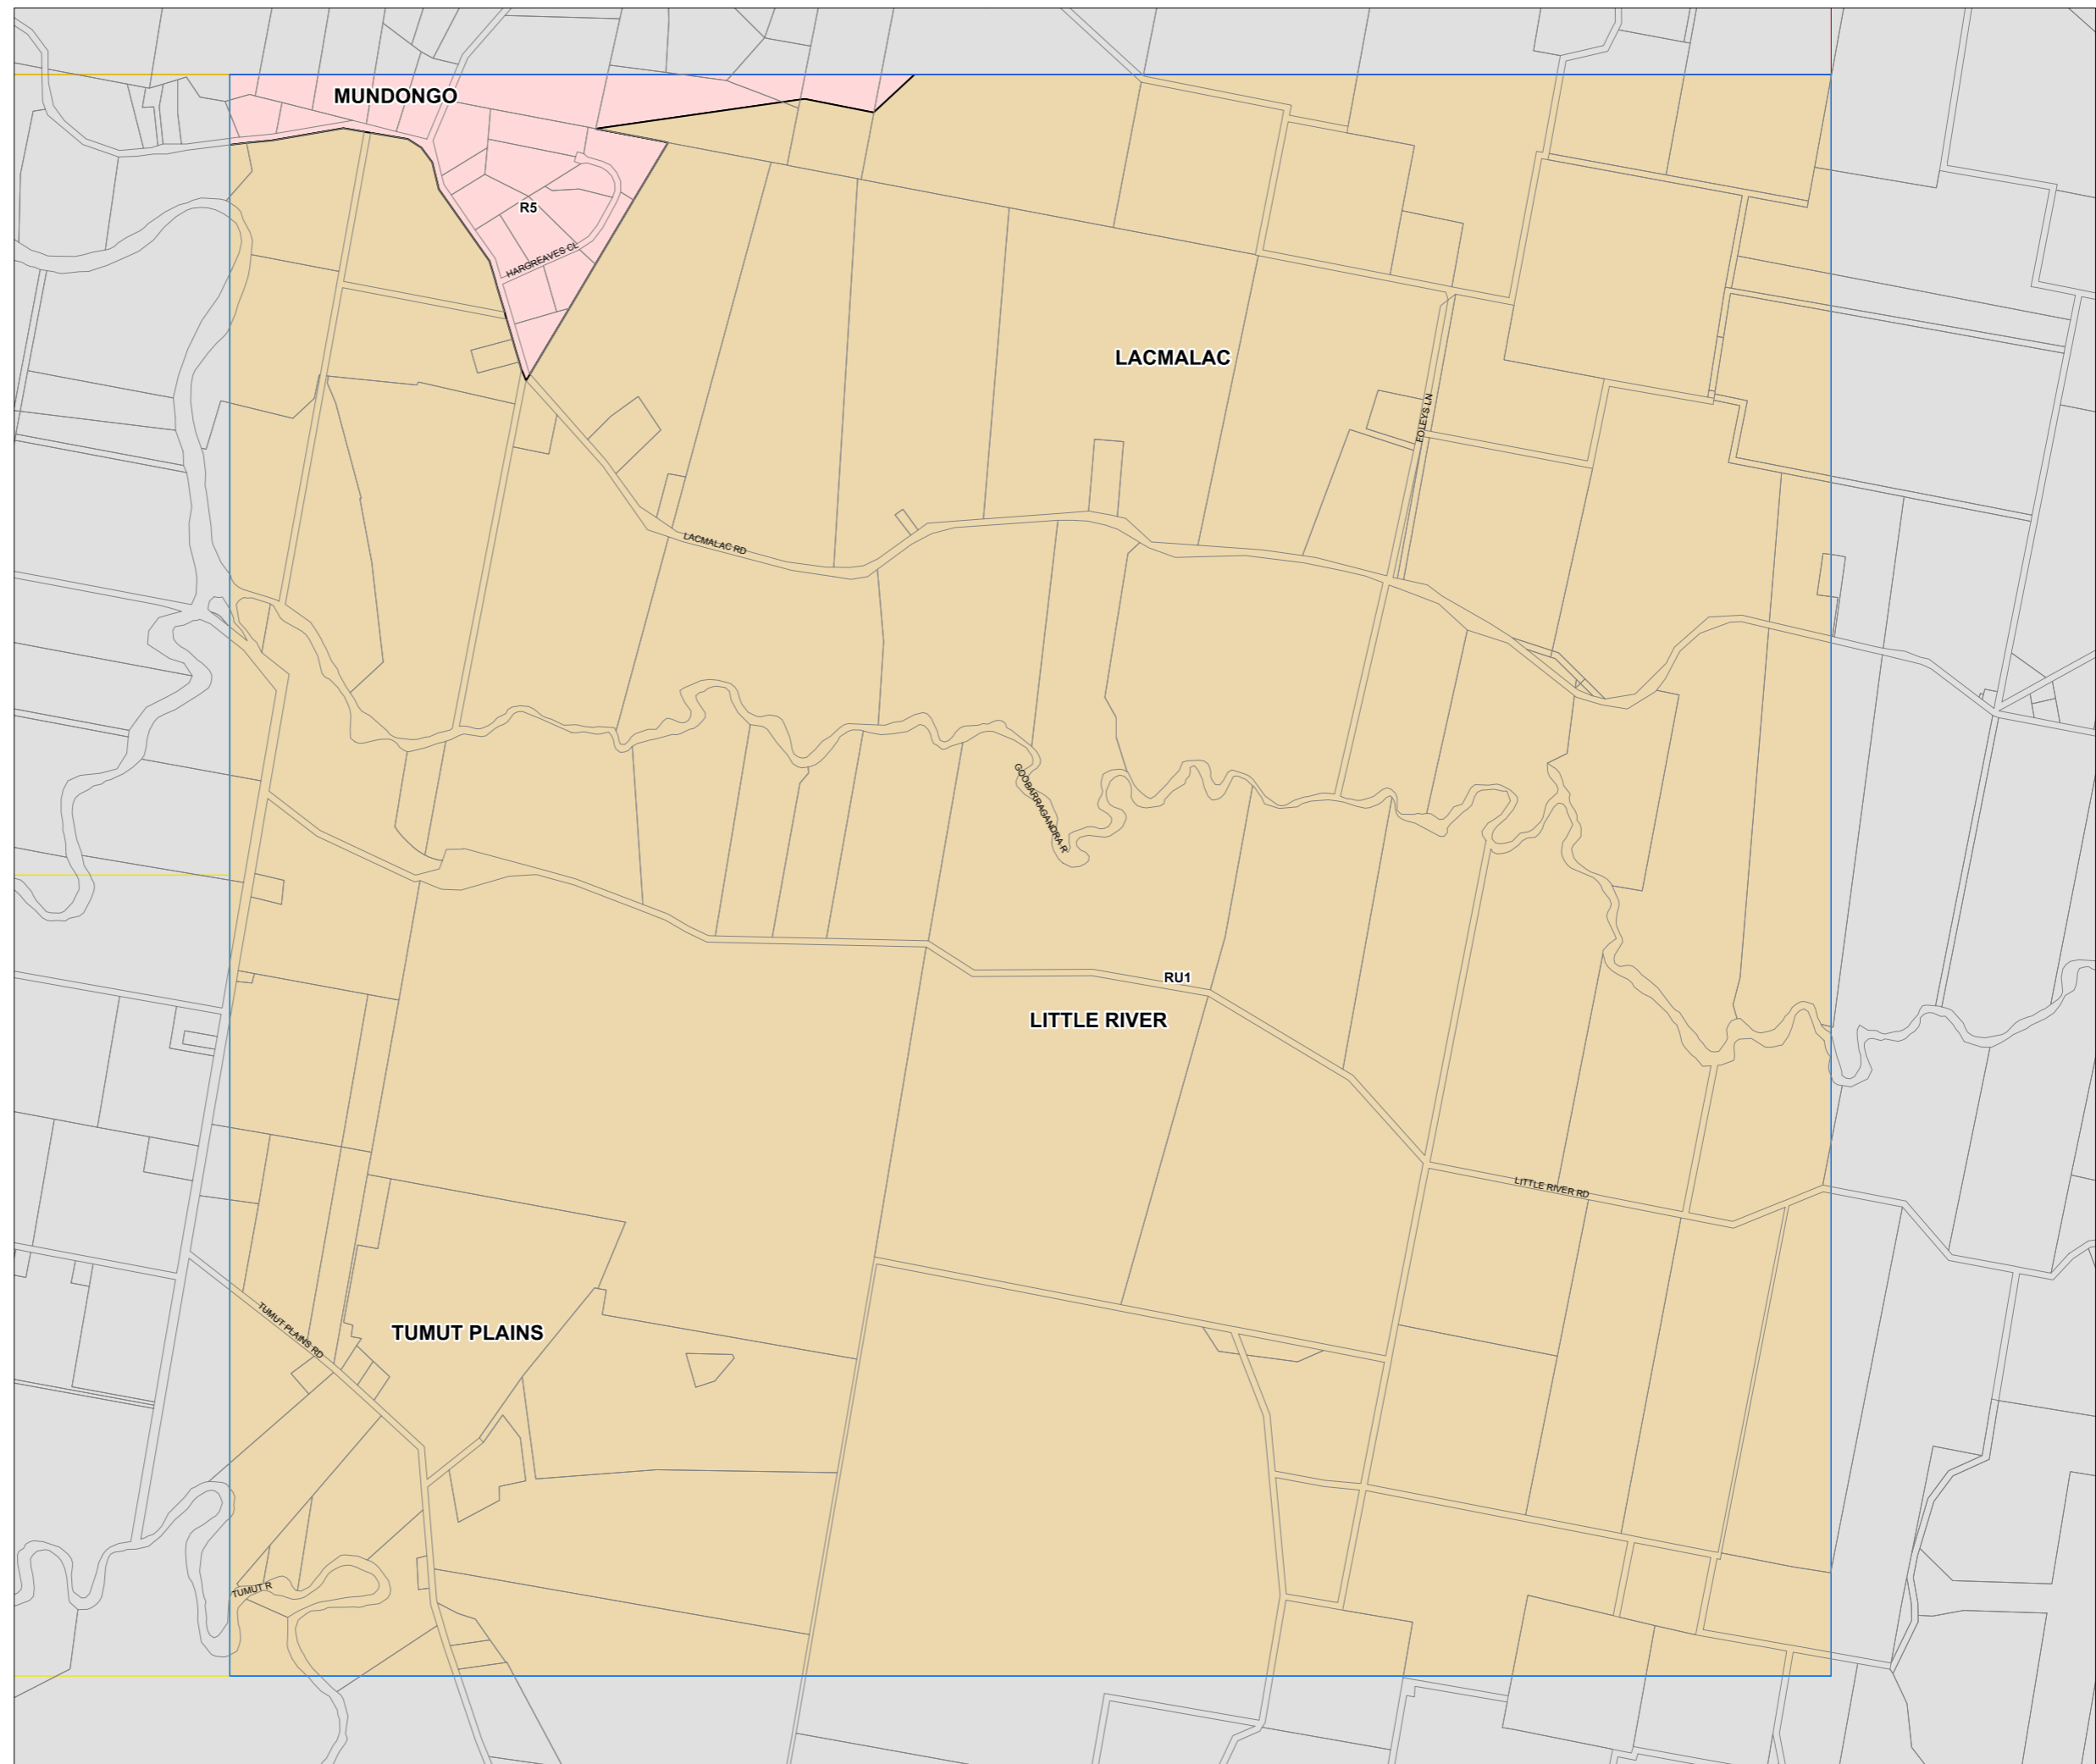 MUNDONGO
R5
HARGREAVES CL
LACMALAC
FOLEYS LN
LACMALAC RD
GOOBARRAGANDRA R
RU1
LITTLE RIVER
LITTLE RIVER RD
TUMUT PLAINS RD
TUMUT PLAINS
TUMUT R